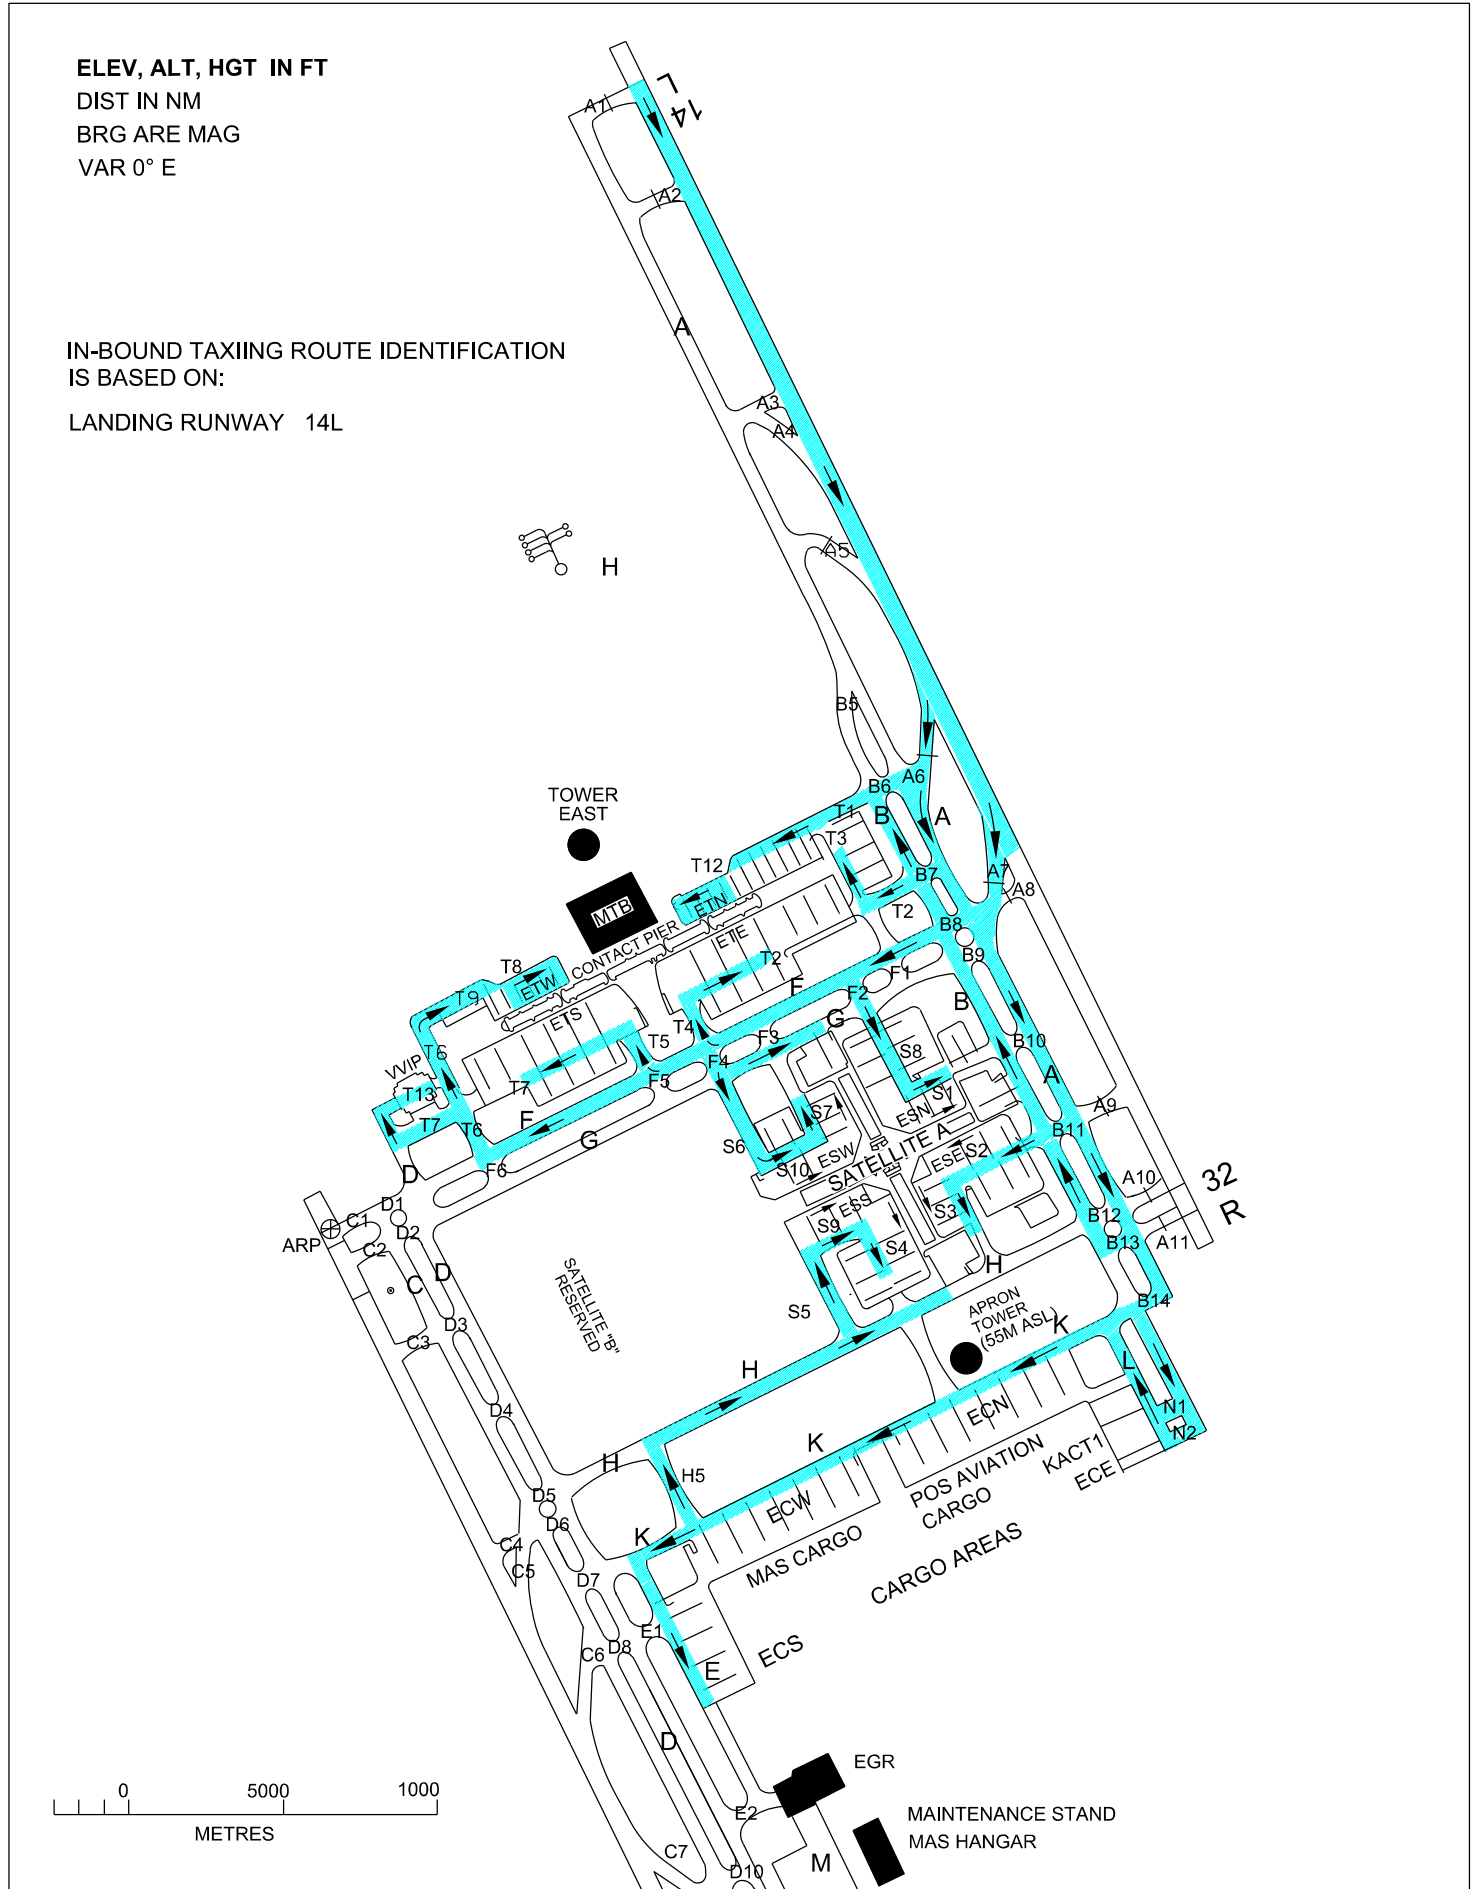 ELEV, ALT, HGT IN FT
DIST IN NM
BRG ARE MAG
VAR 0° E
14
L
A1
A2
A
IN-BOUND TAXIING ROUTE IDENTIFICATION
IS BASED ON:
LANDING RUNWAY 14L
A3
A4
A5
H
B5
A6
B6
TOWER
EAST
T1
B
A
T3
T12
B7
A7
A8
MTB
ETN
T2
CONTACT PIER
ETE
B8
B9
T8
ETW
T2
F1
T9
ETS
F
F2
B
G
T4
F3
B10
T5
F4
S8
T6
VVIP
A
T7
F5
S1
T13
A9
F
S7
ESN
T7
T6
G
B11
S6
ESW
SATELLITE A
ESE
S2
S10
F6
D
A10
32
R
D1
C1
S3
ESS
B12
ARP
D2
C2
S9
B13
A11
S4
H
D
SATELLITE "B"
RESERVED
C
S5
APRON
TOWER
(55M ASL)
B14
D3
K
C3
L
H
N1
D4
ECN
N2
K
H
H5
KACT1
ECE
POS AVIATION
CARGO
D5
ECW
D6
K
MAS CARGO
C4
CARGO AREAS
C5
D7
E1
D8
C6
ECS
E
D
EGR
0 5000 1000
METRES
E2
MAINTENANCE STAND
MAS HANGAR
C7
M
D10